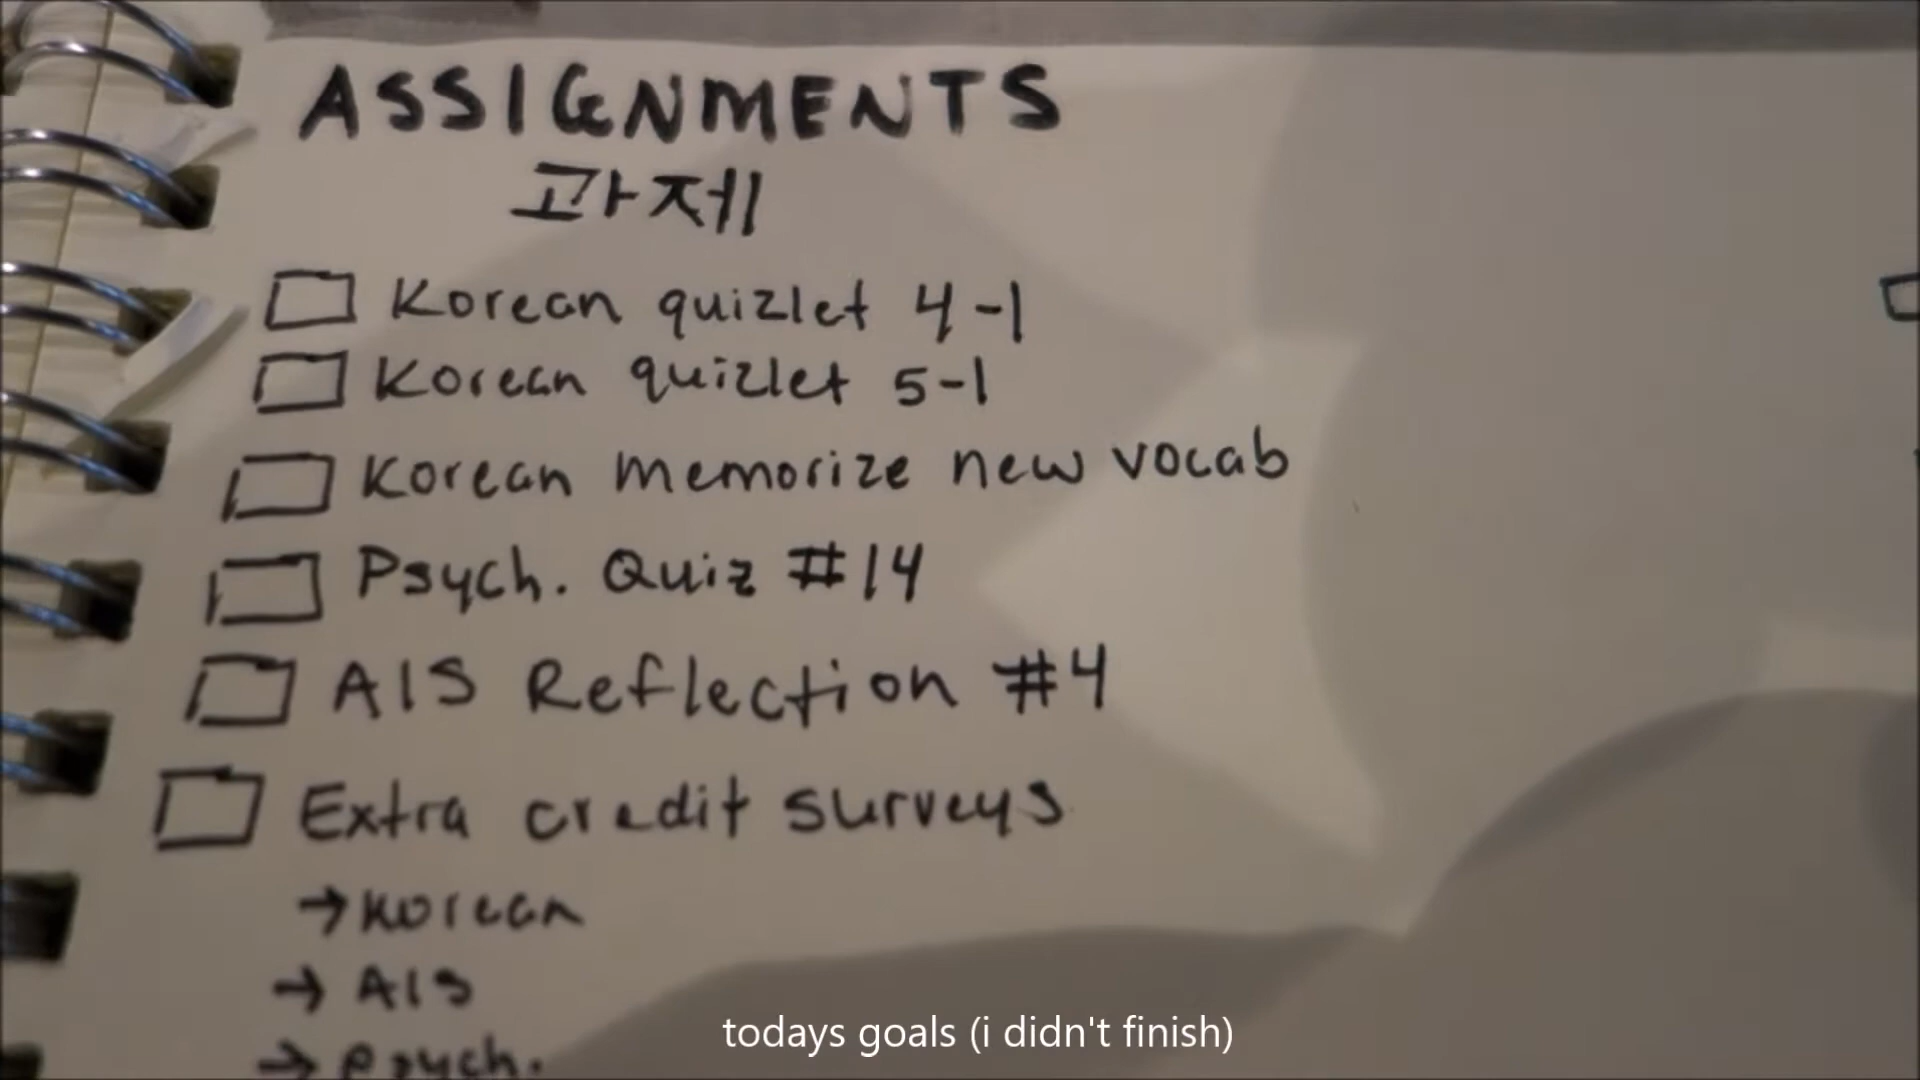 ASSIGNMENTS
과제
Korean quizlet 4-1
Korean quizlet 5-1
Korean memorize new vocab
Psych. Quiz #14
AIS Reflection #4
Extra credit surveys
→ Korean
→ AIS
→ Psych.
todays goals (i didn't finish)